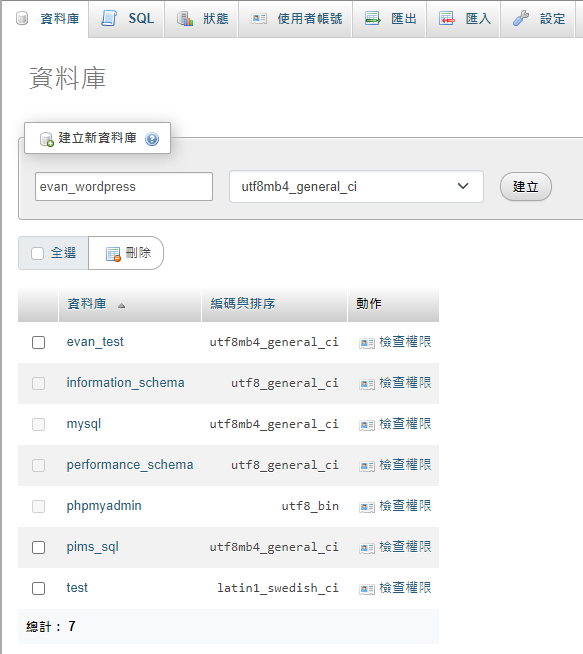 資料庫 SQL 狀態 使用者帳號 匯出 匯入 設定
資料庫
建立新資料庫
evan_wordpress utf8mb4_general_ci 建立
全選 刪除
資料庫 編碼與排序 動作
evan_test utf8mb4_general_ci 檢查權限
information_schema utf8_general_ci 檢查權限
mysql utf8mb4_general_ci 檢查權限
performance_schema utf8_general_ci 檢查權限
phpmyadmin utf8_bin 檢查權限
pims_sql utf8mb4_general_ci 檢查權限
test latin1_swedish_ci 檢查權限
總計： 7